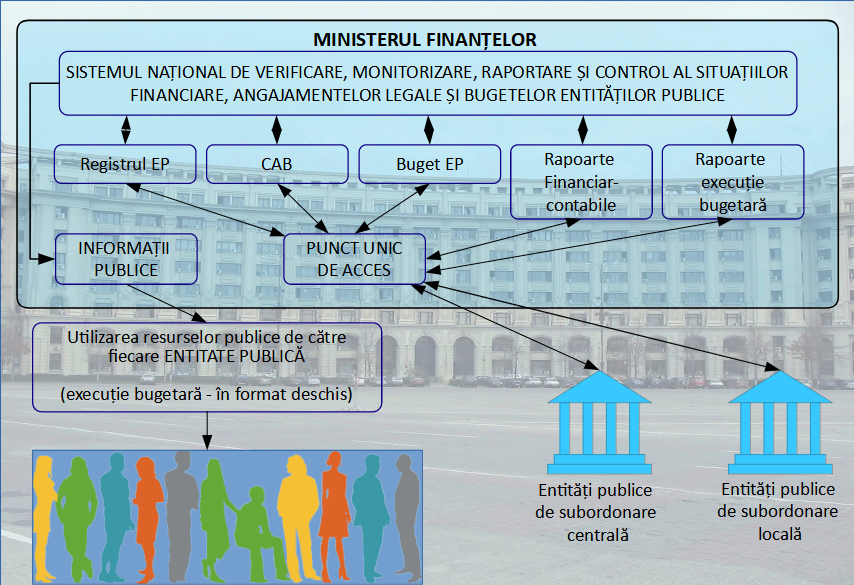 MINISTERUL FINANȚELOR
SISTEMUL NAȚIONAL DE VERIFICARE, MONITORIZARE, RAPORTARE ȘI CONTROL AL SITUAȚIILOR
FINANCIARE, ANGAJAMENTELOR LEGALE ȘI BUGETELOR ENTITĂȚILOR PUBLICE
Registrul EP
CAB
Buget EP
Rapoarte
Financiar-
contabile
Rapoarte
execuție
bugetară
INFORMAȚII
PUBLICE
PUNCT UNIC
DE ACCES
Utilizarea resurselor publice de către
fiecare ENTITATE PUBLICĂ
(execuție bugetară - în format deschis)
Entități publice
de subordonare
centrală
Entități publice
de subordonare
locală